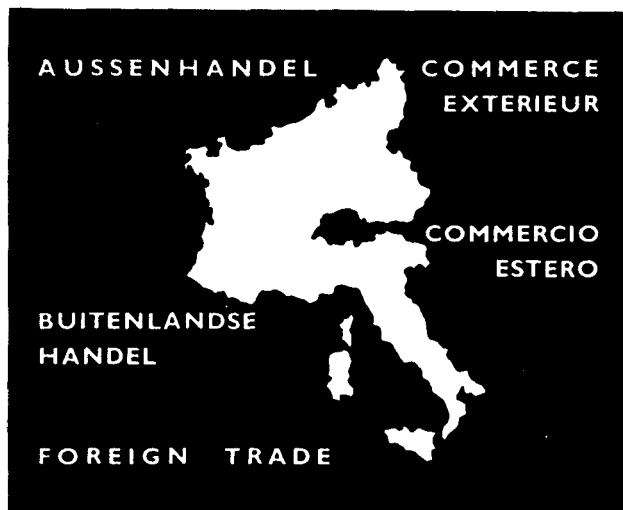 AUSSENHANDEL
COMMERCE
EXTERIEUR
COMMERCIO
ESTERO
BUITENLANDSE
HANDEL
FOREIGN TRADE